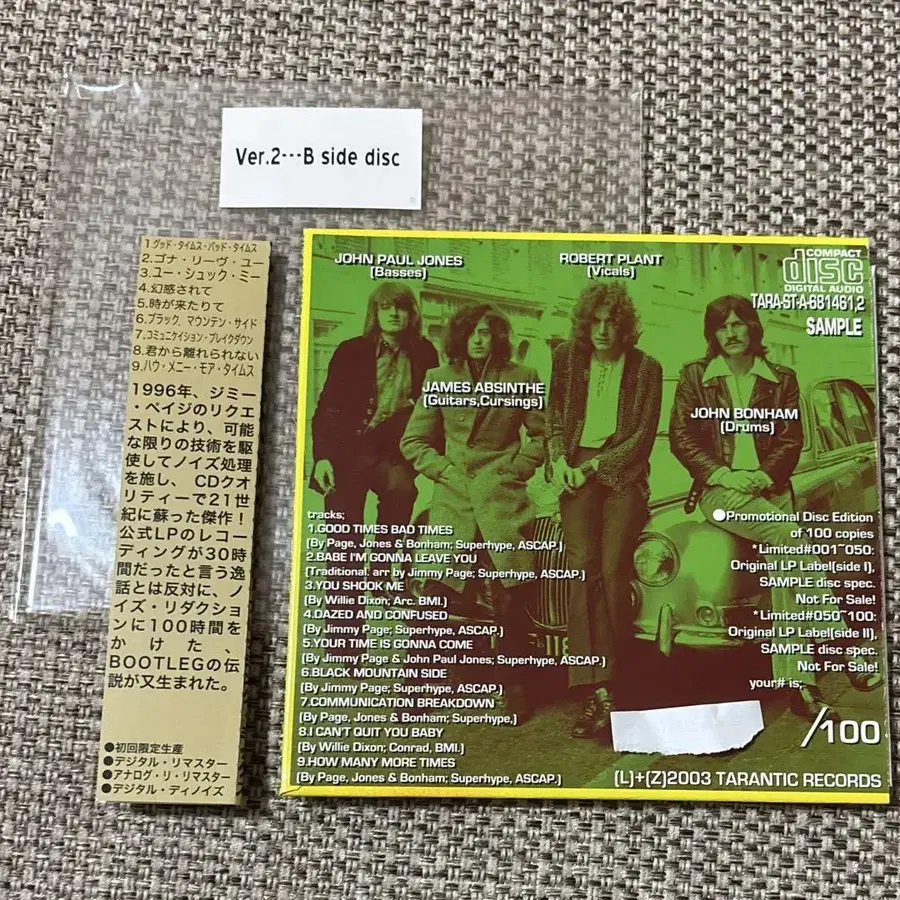 Ver.2---B side disc
1.グッド・タイムス・バッド・タイムス
2.ゴナ・リーヴ・ユー
3.ユー・シュック・ミー
4.幻惑されて
5.時が来たりて
6.ブラック・マウンテン・サイド
7.コミュニケイション・ブレイクダウン
8.君から離れられない
9.ハウ・メニー・モア・タイムス
1996年、ジミー
・ペイジのリクエ
ストにより、可能
な限りの技術を駆
使してノイズ処理
を施し、CDクオ
リティーで21世
紀に蘇った傑作！
公式LPのレコー
ディングが30時
間だったと言う逸
話とは反対に、ノ
イズ・リダクショ
ンに100時間を
かけた、
BOOTLEGの伝
説が又生まれた。
●初回限定生産
●デジタル・リマスター
●アナログ・リ・リマスター
●デジタル・ディノイズ
JOHN PAUL JONES
(Basses)
ROBERT PLANT
(Vicals)
JAMES ABSINTHE
(Guitars,Cursings)
JOHN BONHAM
(Drums)
COMPACT
disc
DIGITAL AUDIO
TARA-ST-A-681461,2
SAMPLE
tracks;
1.GOOD TIMES BAD TIMES
(By Page, Jones & Bonham; Superhype, ASCAP.)
2.BABE I'M GONNA LEAVE YOU
(Traditional. arr by Jimmy Page; Superhype, ASCAP.)
3.YOU SHOOK ME
(By Willie Dixon; Arc. BMI.)
4.DAZED AND CONFUSED
(By Jimmy Page; Superhype, ASCAP.)
5.YOUR TIME IS GONNA COME
(By Jimmy Page & John Paul Jones; Superhype, ASCAP.)
6.BLACK MOUNTAIN SIDE
(By Jimmy Page; Superhype, ASCAP.)
7.COMMUNICATION BREAKDOWN
(By Page, Jones & Bonham; Superhype,)
8.I CAN'T QUIT YOU BABY
(By Willie Dixon; Conrad, BMI.)
9.HOW MANY MORE TIMES
(By Page, Jones & Bonham; Superhype, ASCAP.)
●Promotional Disc Edition
of 100 copies
*Limited#001~050:
Original LP Label(side I),
SAMPLE disc spec.
Not For Sale!
*Limited#050~100:
Original LP Label(side II),
SAMPLE disc spec.
Not For Sale!
your# is;
/100
(L)+(Z)2003 TARANTIC RECORDS